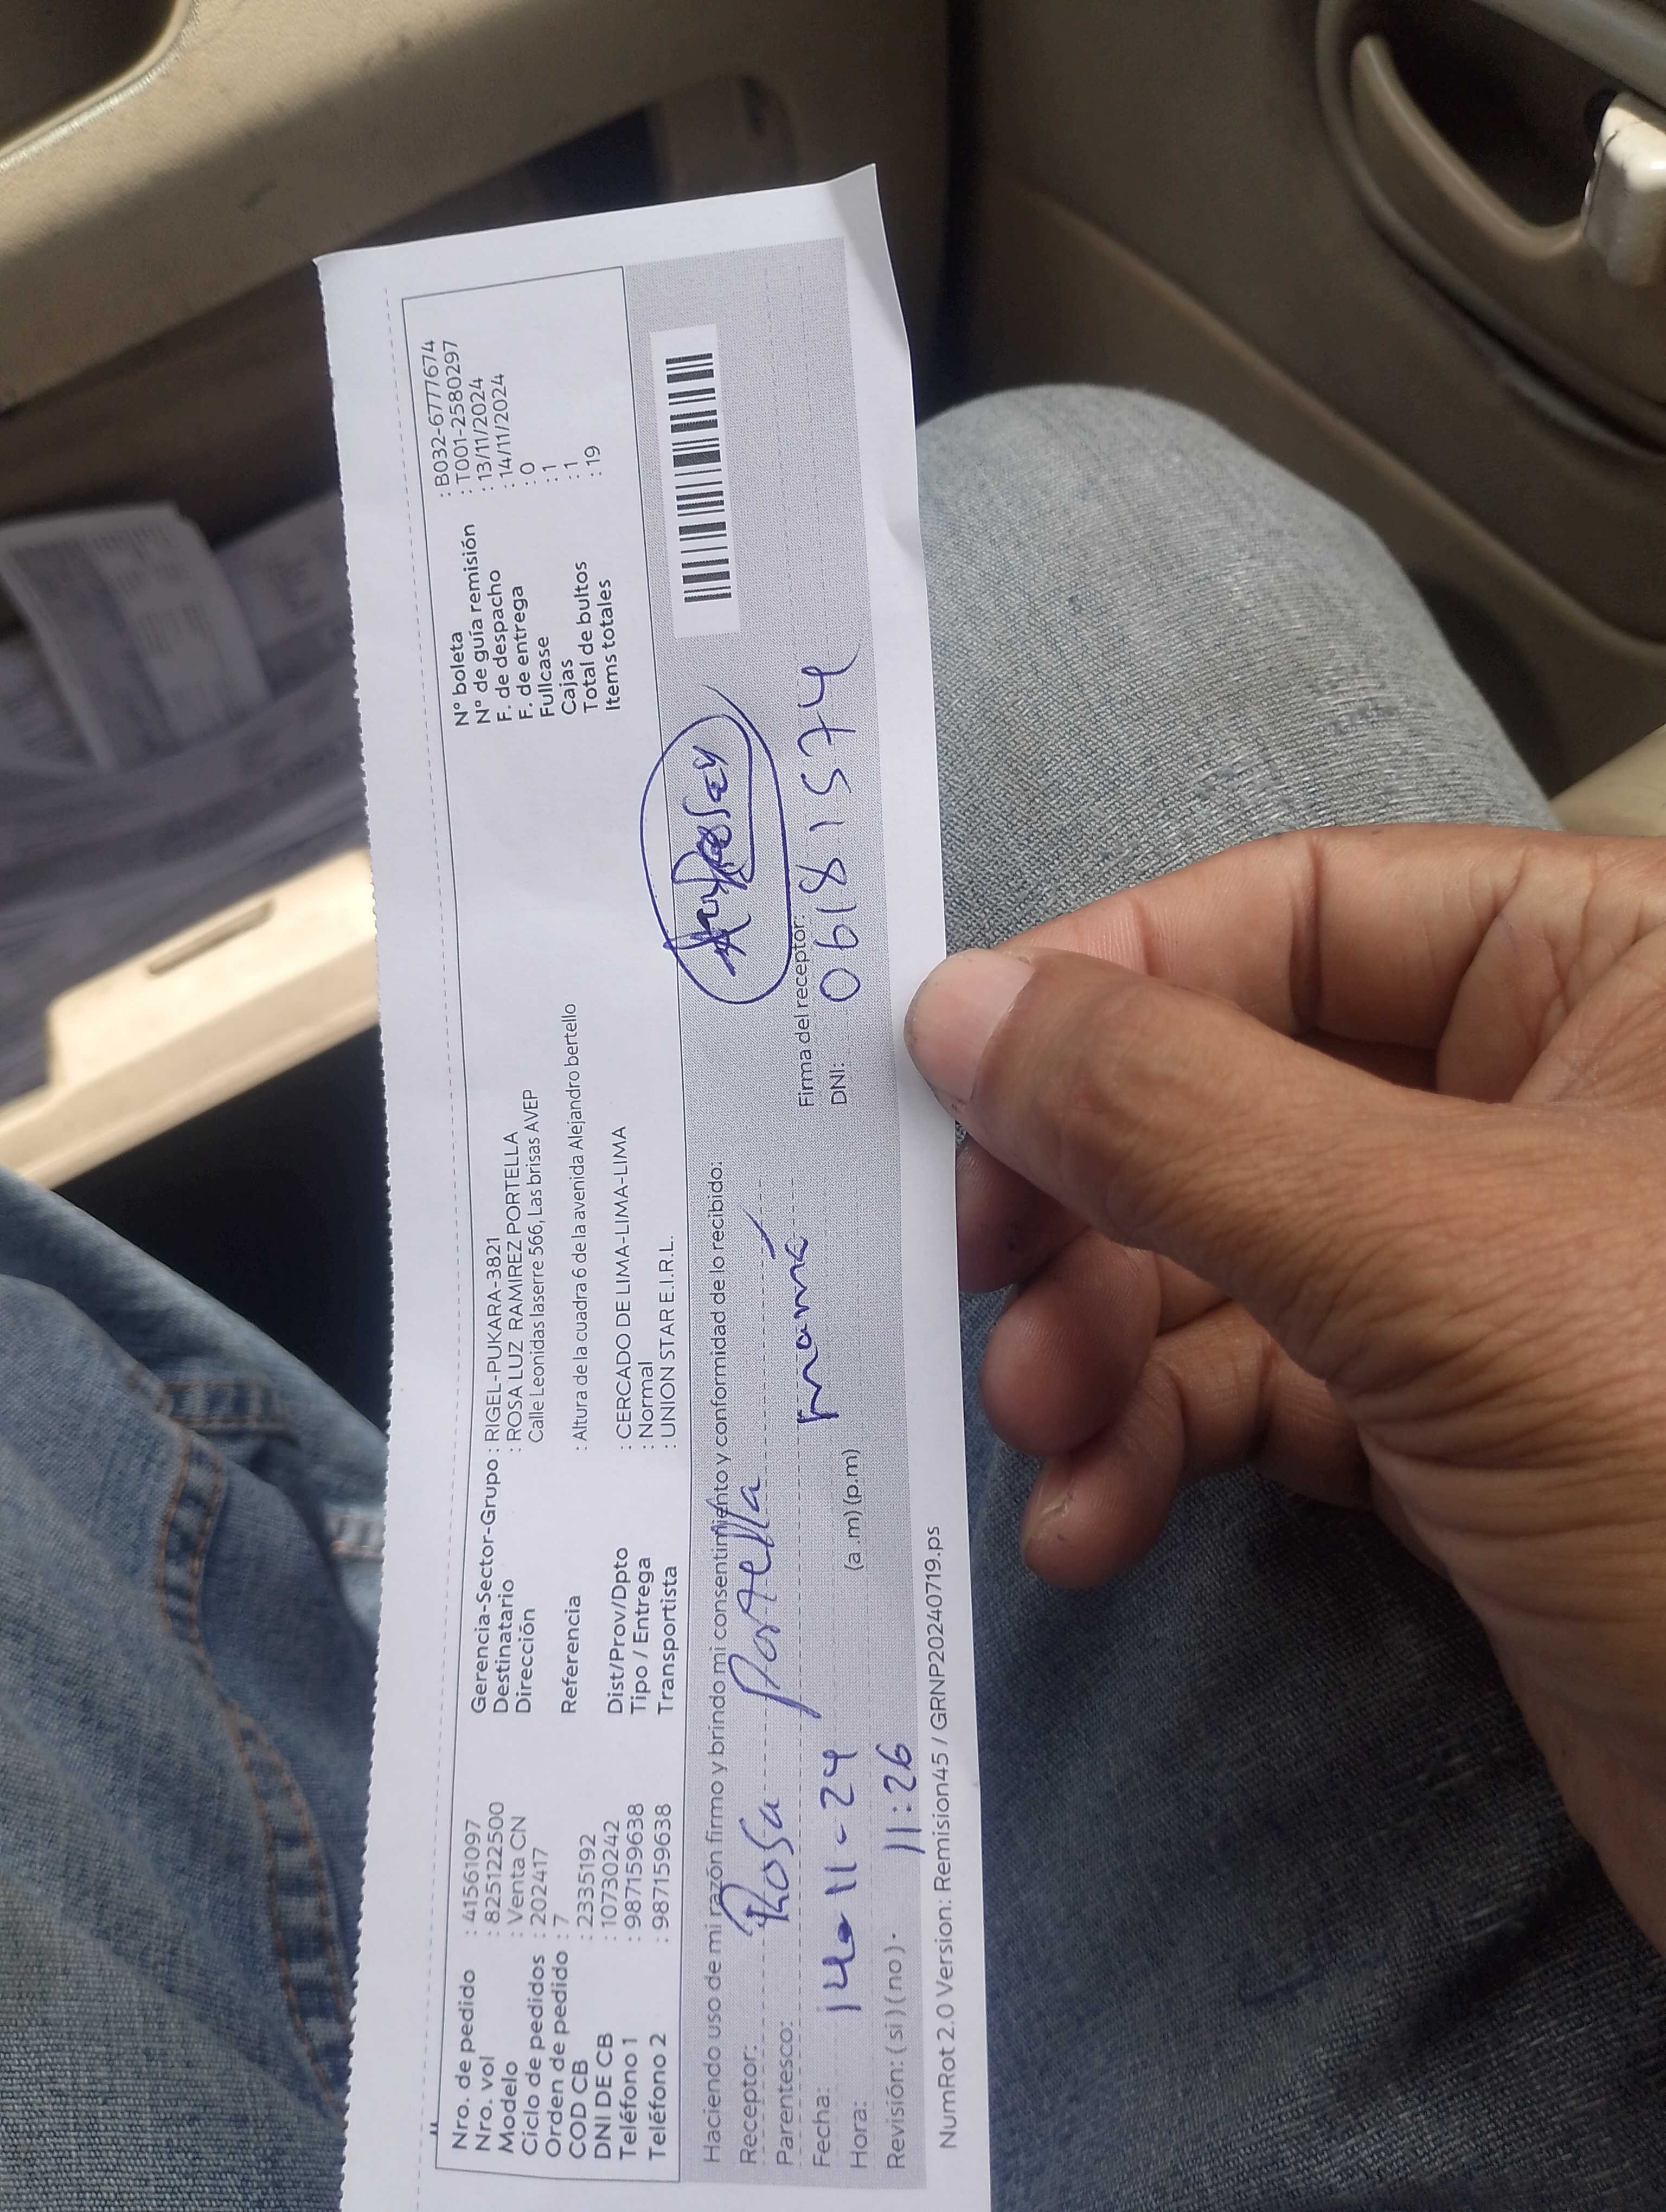 Nro. de pedido : 41561097
Nro. vol : 8251222500
Modelo : Venta CN
Ciclo de pedidos : 202417
Orden de pedido : 7
COD CB : 2335192
DNI DE CB : 10730242
Teléfono 1 : 987159638
Teléfono 2 : 987159638
Gerencia-Sector-Grupo : RIGEL-PUKARA-3821
Destinatario : ROSA LUZ RAMIREZ PORTELLA
Dirección Calle Leonidas laserre 566, Las brisas AVEP
Referencia : Altura de la cuadra 6 de la avenida Alejandro bertello
Dist/Prov/Dpto : CERCADO DE LIMA-LIMA-LIMA
Tipo / Entrega : Normal
Transportista : UNION STAR E.I.R.L.
N° boleta : B032-6777674
N° de guía remisión : T001-2580297
F. de despacho : 13/11/2024
F. de entrega : 14/11/2024
Fullcase : 0
Cajas : 1
Total de bultos : 1
Items totales : 19
Haciendo uso de mi razón firmo y brindo mi consentimiento y conformidad de lo recibido:
Receptor: Rosa Portella
Parentesco: mamá
Fecha: 14-11-24
Hora: 11:26 (a .m) (p.m)
Revisión: ( si ) ( no )
Firma del receptor:
DNI: 06181574
NumRot 2.0 Version: Remision45 / GRNP20240719.ps